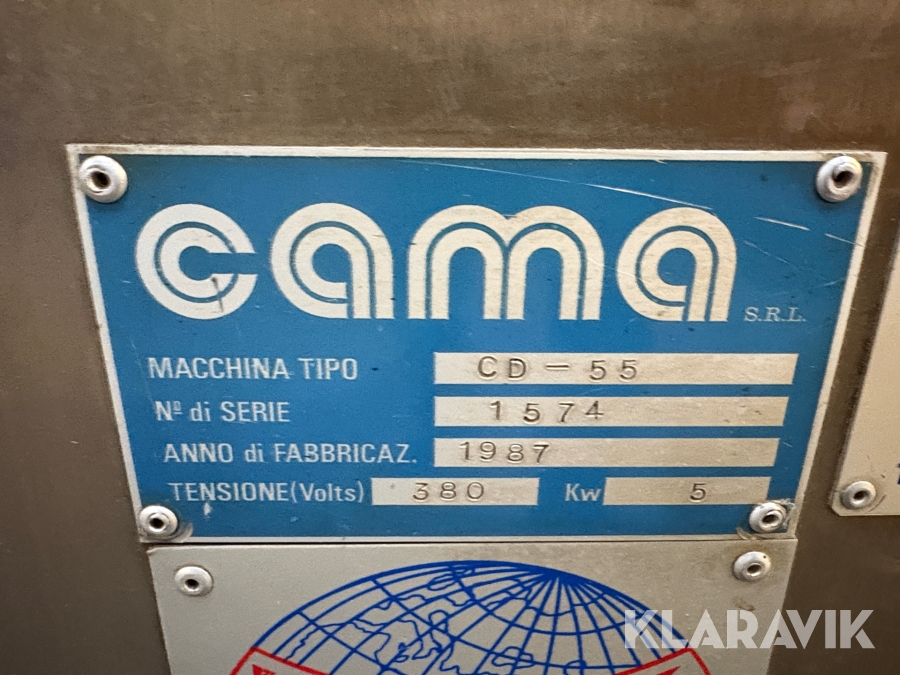 cama S.R.L.
MACCHINA TIPO CD-55
Nº di SERIE 1574
ANNO di FABBRICAZ. 1987
TENSIONE(Volts) 380 Kw 5
KLARAVIK